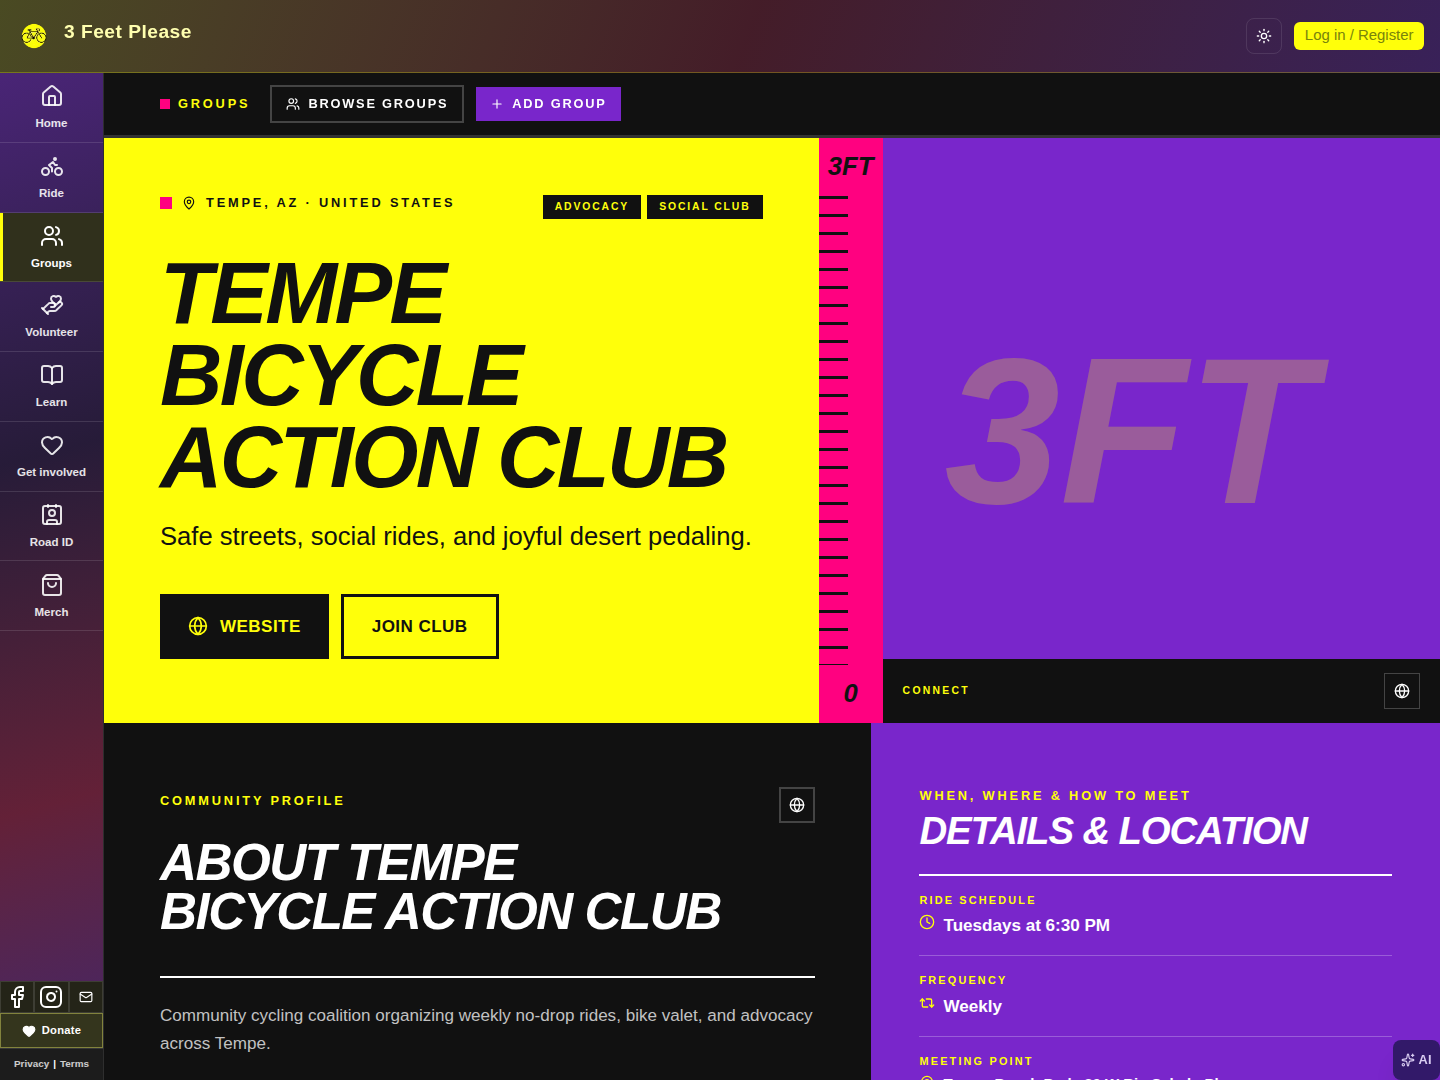 3 Feet Please
Log in / Register
Home
Ride
Groups
Volunteer
Learn
Get involved
Road ID
Merch
Donate
Privacy | Terms
GROUPS
BROWSE GROUPS
ADD GROUP
TEMPE, AZ · UNITED STATES
ADVOCACY
SOCIAL CLUB
TEMPE
BICYCLE
ACTION CLUB
Safe streets, social rides, and joyful desert pedaling.
WEBSITE
JOIN CLUB
3FT
0
3FT
CONNECT
COMMUNITY PROFILE
ABOUT TEMPE
BICYCLE ACTION CLUB
Community cycling coalition organizing weekly no-drop rides, bike valet, and advocacy
across Tempe.
WHEN, WHERE & HOW TO MEET
DETAILS & LOCATION
RIDE SCHEDULE
Tuesdays at 6:30 PM
FREQUENCY
Weekly
MEETING POINT
AI